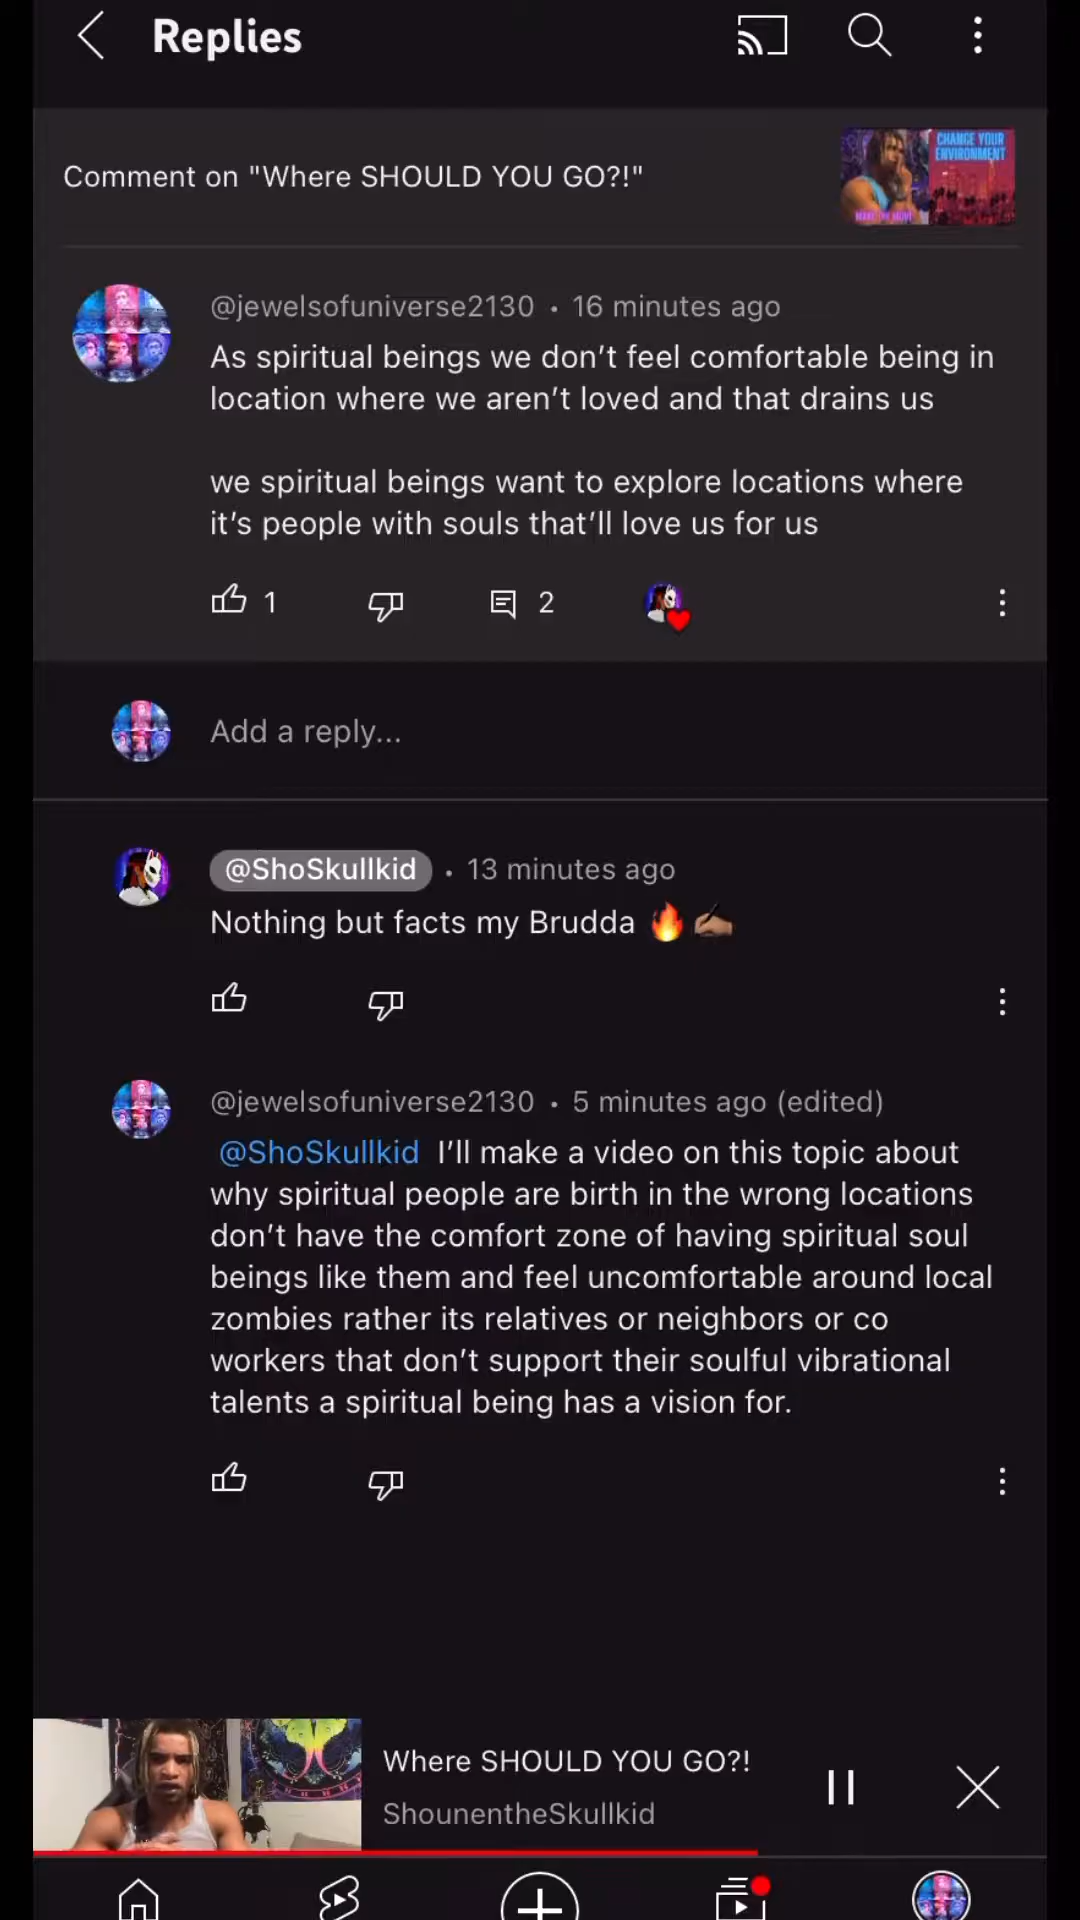 Replies
Comment on "Where SHOULD YOU GO?!"
CHANGE YOUR
ENVIRONMENT
@jewelsofuniverse2130 • 16 minutes ago
As spiritual beings we don’t feel comfortable being in
location where we aren’t loved and that drains us
we spiritual beings want to explore locations where
it’s people with souls that’ll love us for us
1
2
Add a reply...
@ShoSkullkid • 13 minutes ago
Nothing but facts my Brudda 🔥✍🏽
@jewelsofuniverse2130 • 5 minutes ago (edited)
@ShoSkullkid I’ll make a video on this topic about
why spiritual people are birth in the wrong locations
don’t have the comfort zone of having spiritual soul
beings like them and feel uncomfortable around local
zombies rather its relatives or neighbors or co
workers that don’t support their soulful vibrational
talents a spiritual being has a vision for.
Where SHOULD YOU GO?!
ShounentheSkullkid